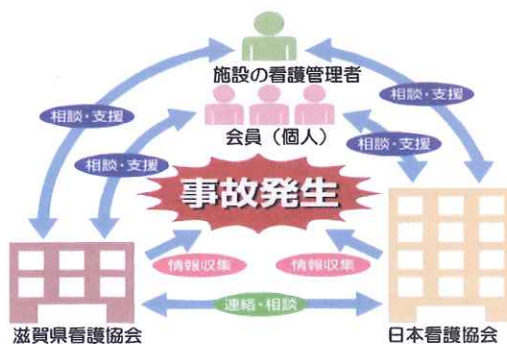 施設の看護管理者
相談・支援
相談・支援
会員（個人）
相談・支援
相談・支援
事故発生
情報収集
情報収集
連絡・相談
滋賀県看護協会
日本看護協会